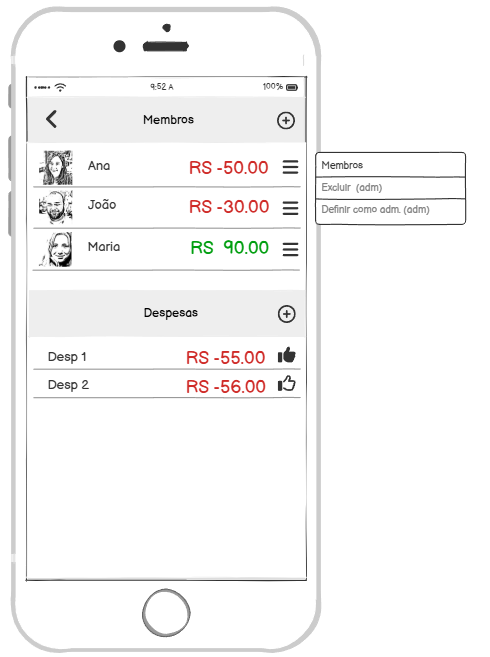 9:52 A
100%
Membros
Ana RS -50.00
João RS -30.00
Maria RS 90.00
Membros
Excluir (adm)
Definir como adm. (adm)
Despesas
Desp 1 RS -55.00
Desp 2 RS -56.00